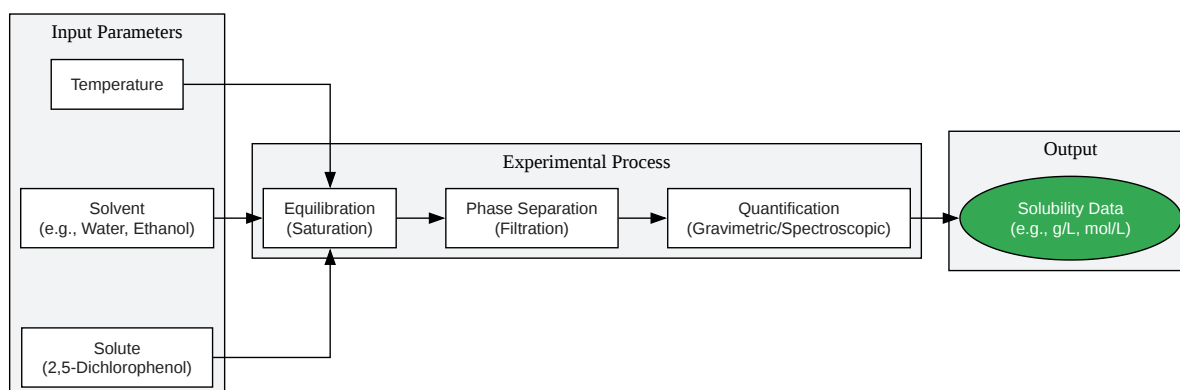 Input Parameters
Temperature
Solvent
(e.g., Water, Ethanol)
Solute
(2,5-Dichlorophenol)
Experimental Process
Equilibration
(Saturation)
Phase Separation
(Filtration)
Quantification
(Gravimetric/Spectroscopic)
Output
Solubility Data
(e.g., g/L, mol/L)